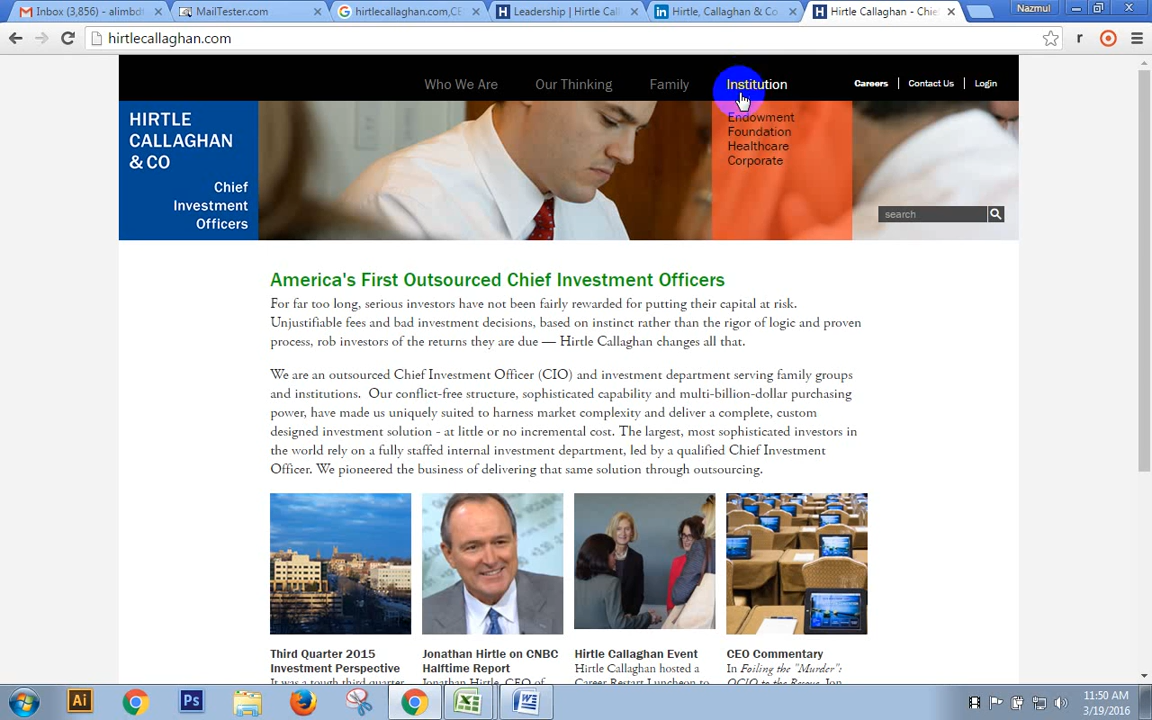 Inbox (3,856) - alimbdt
MailTester.com
hirtlecallaghan.com,CE
Leadership | Hirtle Cal
Hirtle, Callaghan & Co
Hirtle Callaghan - Chie
Nazmul
hirtlecallaghan.com
Who We Are
Our Thinking
Family
Institution
Careers
Contact Us
Login
HIRTLE
CALLAGHAN
& CO
Chief
Investment
Officers
Endowment
Foundation
Healthcare
Corporate
search
America's First Outsourced Chief Investment Officers
For far too long, serious investors have not been fairly rewarded for putting their capital at risk.
Unjustifiable fees and bad investment decisions, based on instinct rather than the rigor of logic and proven
process, rob investors of the returns they are due — Hirtle Callaghan changes all that.
We are an outsourced Chief Investment Officer (CIO) and investment department serving family groups
and institutions. Our conflict-free structure, sophisticated capability and multi-billion-dollar purchasing
power, have made us uniquely suited to harness market complexity and deliver a complete, custom
designed investment solution - at little or no incremental cost. The largest, most sophisticated investors in
the world rely on a fully staffed internal investment department, led by a qualified Chief Investment
Officer. We pioneered the business of delivering that same solution through outsourcing.
Third Quarter 2015
Investment Perspective
It was a tough third quarter
Jonathan Hirtle on CNBC
Halftime Report
Jonathan Hirtle, CEO of
Hirtle Callaghan Event
Hirtle Callaghan hosted a
Career Restart Luncheon to
CEO Commentary
In Foiling the "Murder":
OCIO to the Rescue, Jon
Ai
Ps
11:50 AM
3/19/2016